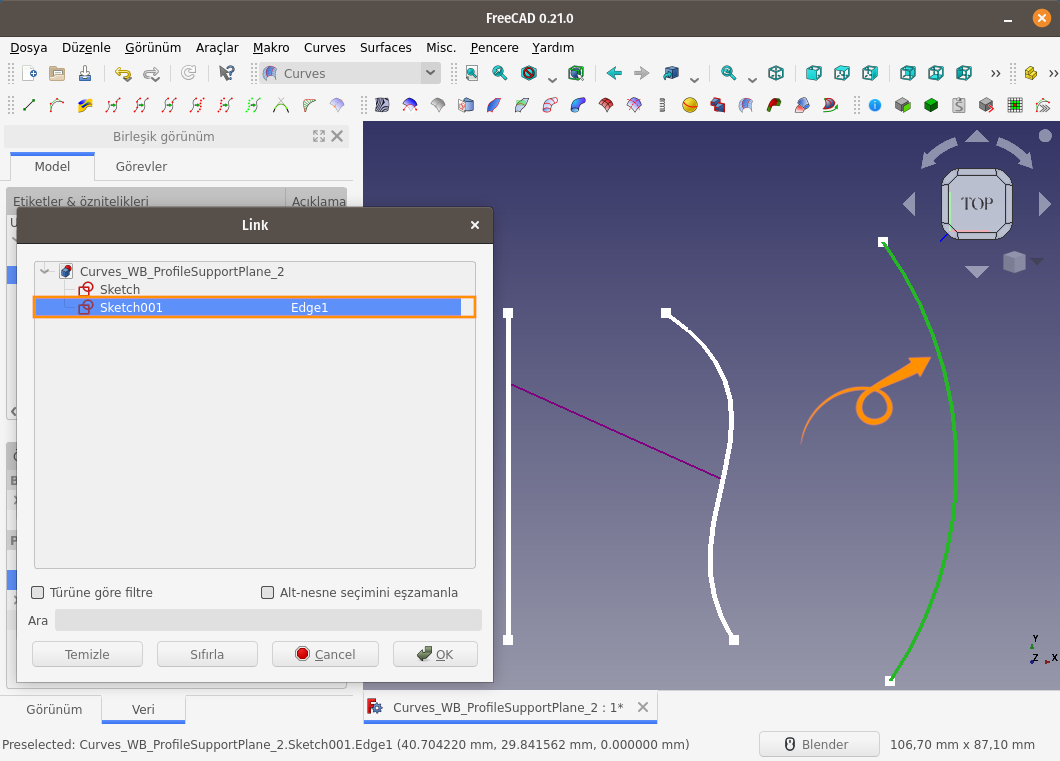 FreeCAD 0.21.0
Dosya Düzenle Görünüm Araçlar Makro Curves Surfaces Misc. Pencere Yardım
Curves
Birleşik görünüm
Model Görevler
Etiketler & öznitelikleri Açıklama
TOP
Link
Curves_WB_ProfileSupportPlane_2
Sketch
Sketch001 Edge1
Türüne göre filtre Alt-nesne seçimini eşzamanla
Ara
Temizle Sıfırla Cancel OK
Y
Z X
Görünüm Veri
Curves_WB_ProfileSupportPlane_2 : 1*
Preselected: Curves_WB_ProfileSupportPlane_2.Sketch001.Edge1 (40.704220 mm, 29.841562 mm, 0.000000 mm) Blender 106,70 mm x 87,10 mm